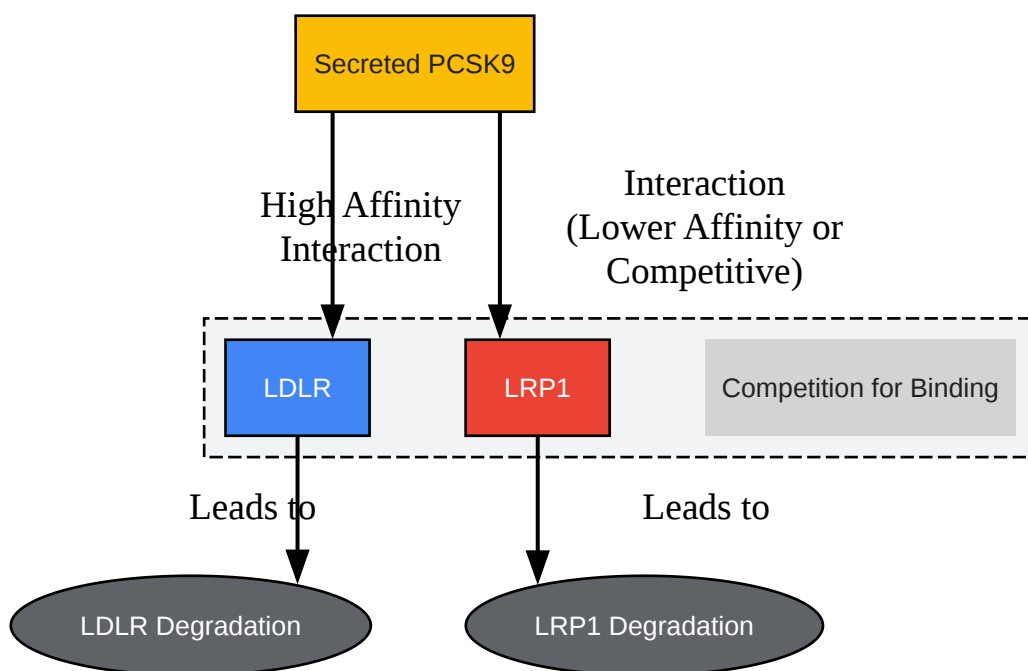 Secreted PCSK9
High Affinity
Interaction
Interaction
(Lower Affinity or
Competitive)
LDLR
LRP1
Competition for Binding
Leads to
Leads to
LDLR Degradation
LRP1 Degradation